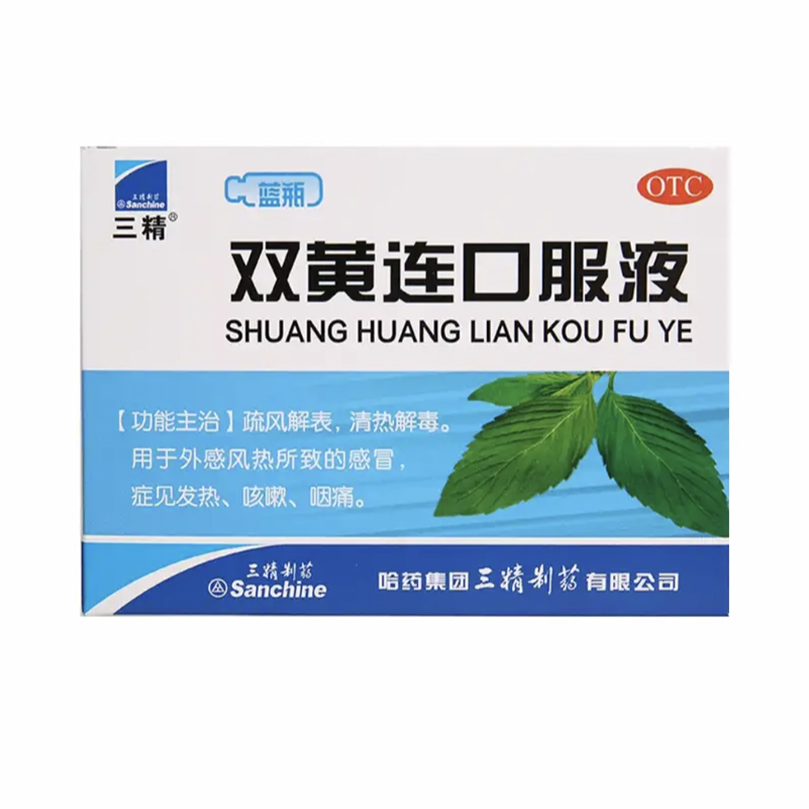 三精制药
Sanchine
三精®
蓝瓶
OTC
双黄连口服液
SHUANG HUANG LIAN KOU FU YE
【功能主治】疏风解表，清热解毒。
用于外感风热所致的感冒，
症见发热、咳嗽、咽痛。
三精制药
Sanchine
哈药集团三精制药有限公司